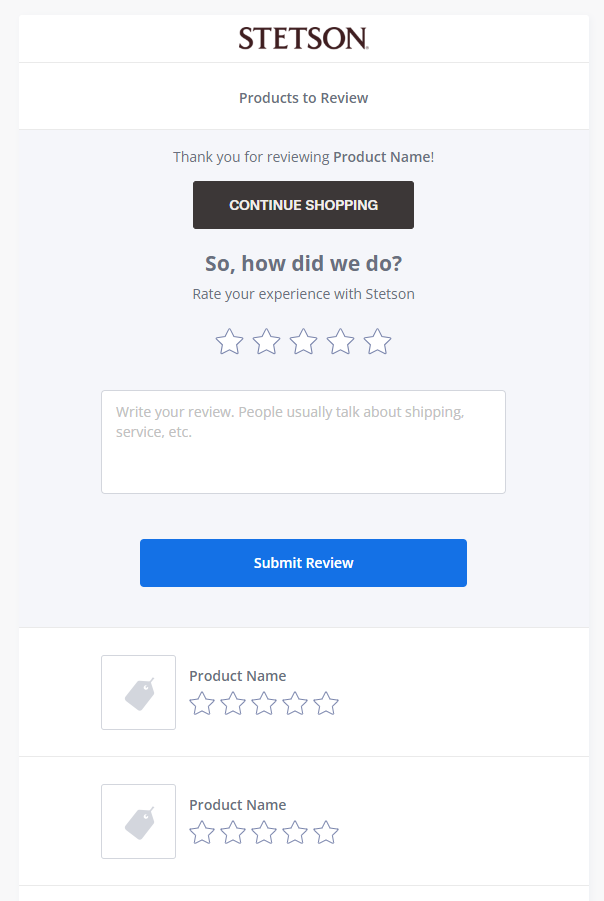 STETSON
Products to Review
Thank you for reviewing Product Name!
CONTINUE SHOPPING
So, how did we do?
Rate your experience with Stetson
Write your review. People usually talk about shipping,
service, etc.
Submit Review
Product Name
Product Name